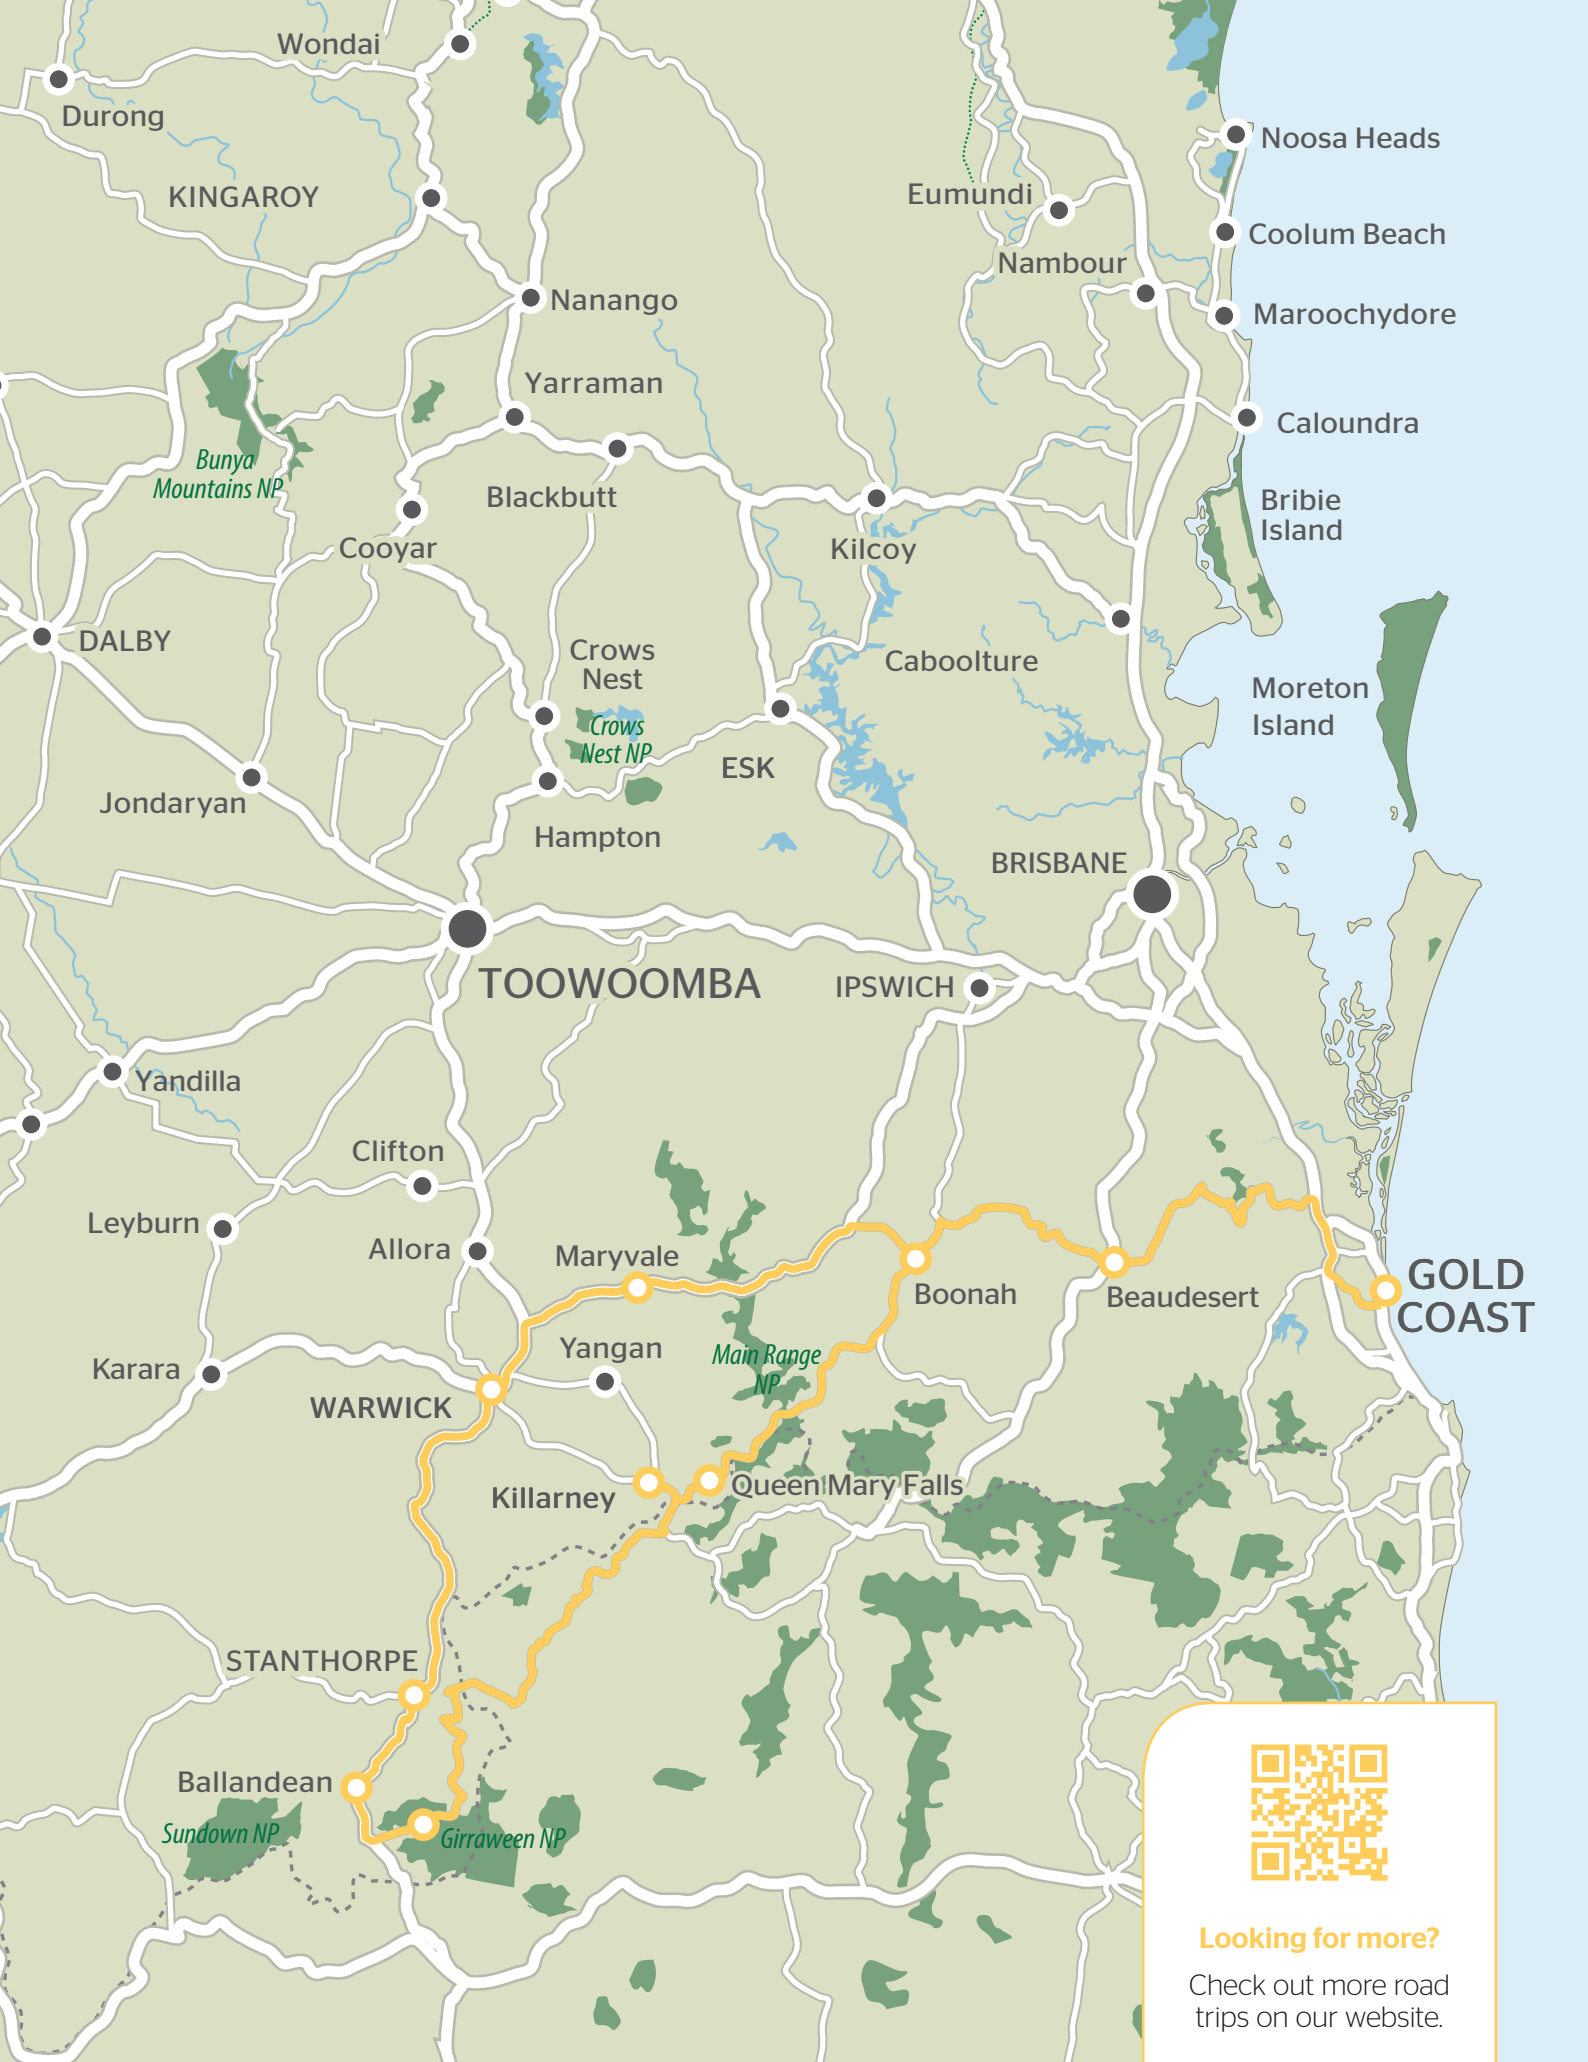 Wondai
Durong
Noosa Heads
KINGAROY
Eumundi
Coolum Beach
Nambour
Nanango
Maroochydore
Yarraman
Caloundra
Bunya
Mountains NP
Blackbutt
Bribie
Island
Cooyar
Kilcoy
DALBY
Crows
Nest
Caboolture
Moreton
Island
Crows
Nest NP
ESK
Jondaryan
Hampton
BRISBANE
TOOWOOMBA
IPSWICH
Yandilla
Clifton
Leyburn
Allora
Maryvale
GOLD
COAST
Boonah
Beaudesert
Yangan
Main Range
NP
Karara
WARWICK
Queen Mary Falls
Killarney
STANTHORPE
Ballandean
Sundown NP
Girraween NP
Looking for more?
Check out more road
trips on our website.